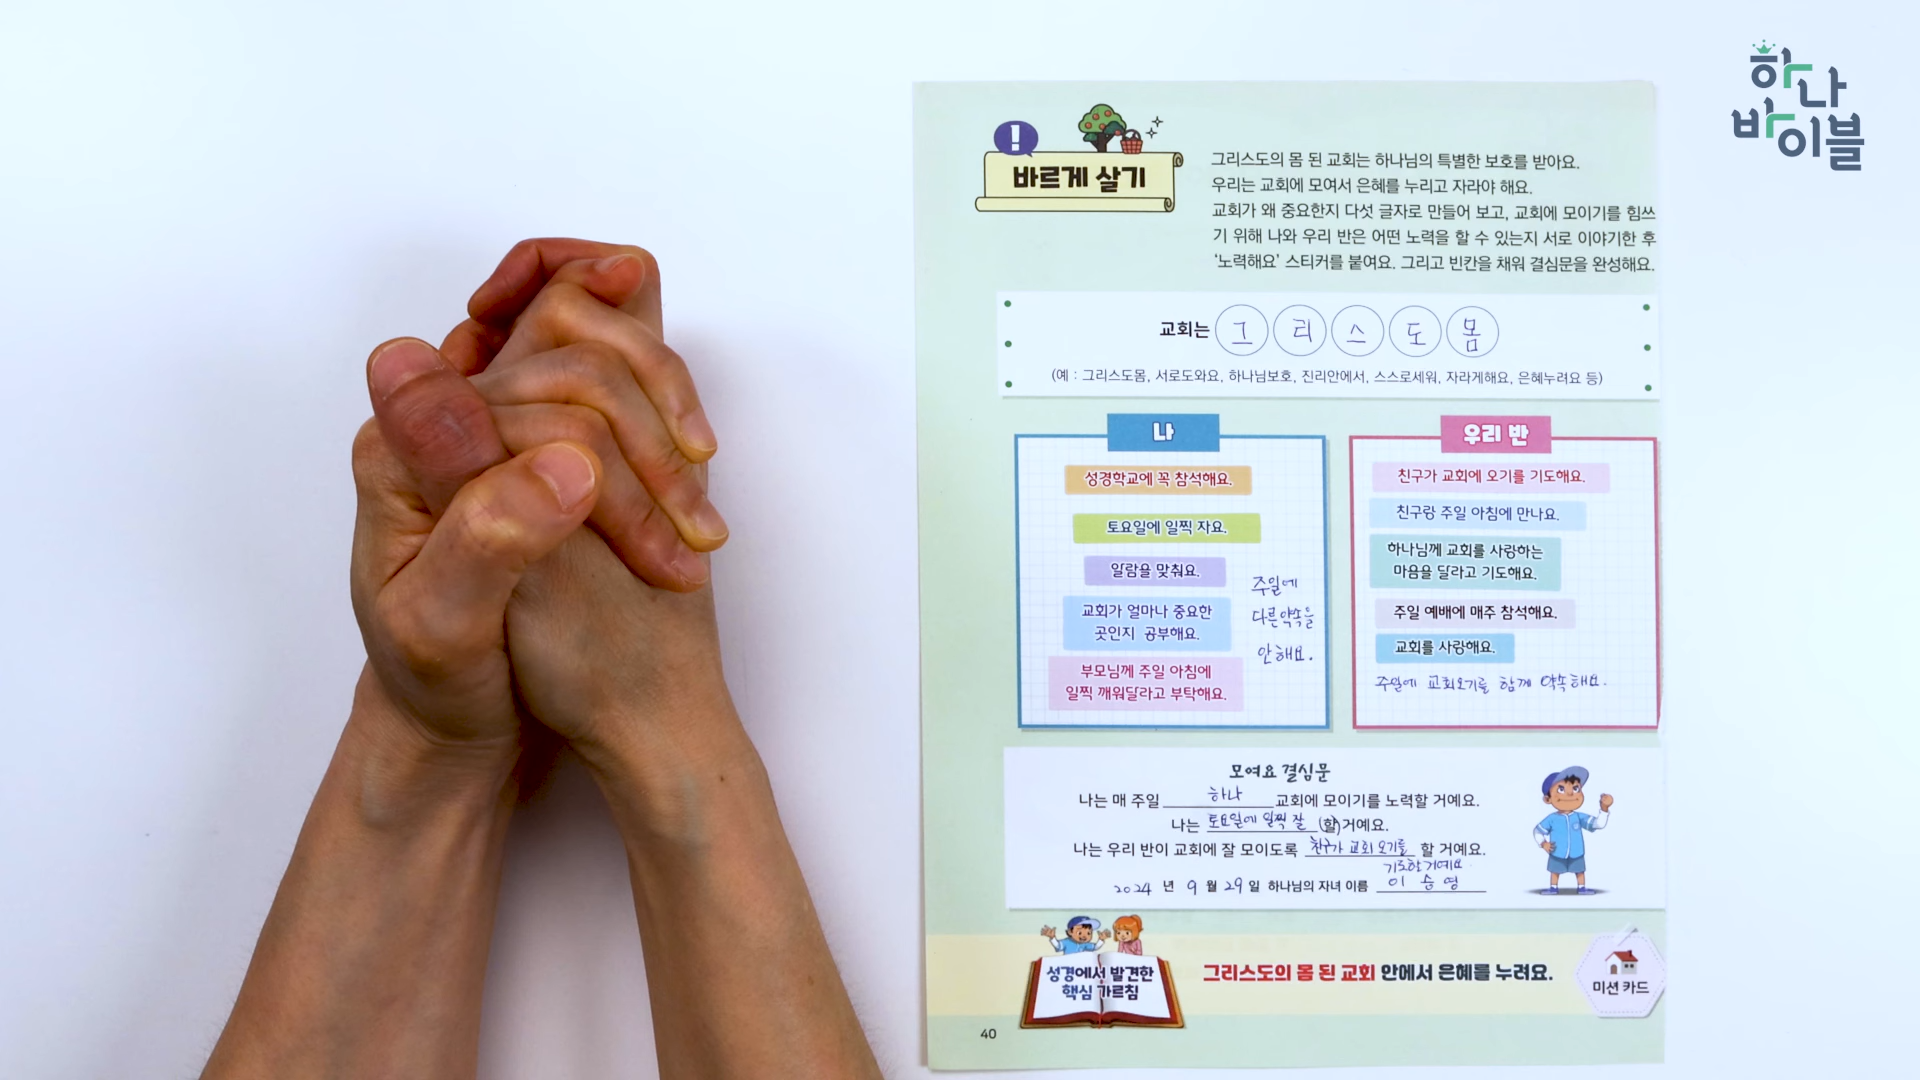 하나
바이블
!
바르게 살기
그리스도의 몸 된 교회는 하나님의 특별한 보호를 받아요.
우리는 교회에 모여서 은혜를 누리고 자라야 해요.
교회가 왜 중요한지 다섯 글자로 만들어 보고, 교회에 모이기를 힘쓰
기 위해 나와 우리 반은 어떤 노력을 할 수 있는지 서로 이야기한 후
‘노력해요’ 스티커를 붙여요. 그리고 빈칸을 채워 결심문을 완성해요.
교회는 그 리 스 도 몸
(예 : 그리스도몸, 서로도와요, 하나님보호, 진리안에서, 스스로세워, 자라게해요, 은혜누려요 등)
나
성경학교에 꼭 참석해요.
토요일에 일찍 자요.
알람을 맞춰요.
교회가 얼마나 중요한
곳인지 공부해요.
부모님께 주일 아침에
일찍 깨워달라고 부탁해요.
주일에
다른약속을
안해요.
우리 반
친구가 교회에 오기를 기도해요.
친구랑 주일 아침에 만나요.
하나님께 교회를 사랑하는
마음을 달라고 기도해요.
주일 예배에 매주 참석해요.
교회를 사랑해요.
주일에 교회오기를 함께 약속해요.
모여요 결심문
나는 매 주일 하나 교회에 모이기를 노력할 거예요.
나는 토요일에 일찍 잘 (할)거예요.
나는 우리 반이 교회에 잘 모이도록 친구가 교회 오기를 할 거예요.
기도할거예요
2024 년 9 월 29 일 하나님의 자녀 이름 이 승 영
성경에서 발견한
핵심 가르침
그리스도의 몸 된 교회 안에서 은혜를 누려요.
미션 카드
40